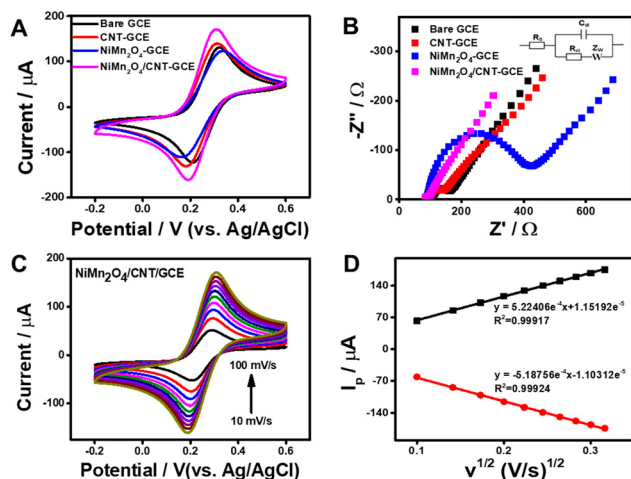 A
Bare GCE
CNT-GCE
NiMn₂O₄-GCE
NiMn₂O₄/CNT-GCE
200
100
0
-100
-200
-0.2 0.0 0.2 0.4 0.6
Current / μA
Potential / V (vs. Ag/AgCl)
B
Bare GCE
CNT-GCE
NiMn₂O₄-GCE
NiMn₂O₄/CNT-GCE
Cdl
Rs
Rct
Zw
-300
-200
-100
0
0 200 400 600
-Z'' / Ω
Z' / Ω
C
NiMn₂O₄/CNT/GCE
100 mV/s
10 mV/s
200
100
0
-100
-0.2 0.0 0.2 0.4 0.6
Current / μA
Potential / V(vs. Ag/AgCl)
D
y = 5.22406e⁻⁴x+1.15192e⁻⁵
R²=0.99917
y = -5.18756e⁻⁴x-1.10312e⁻⁵
R²=0.99924
140
70
0
-70
-140
0.1 0.2 0.3
Ip / μA
v¹/² (V/s)¹/²